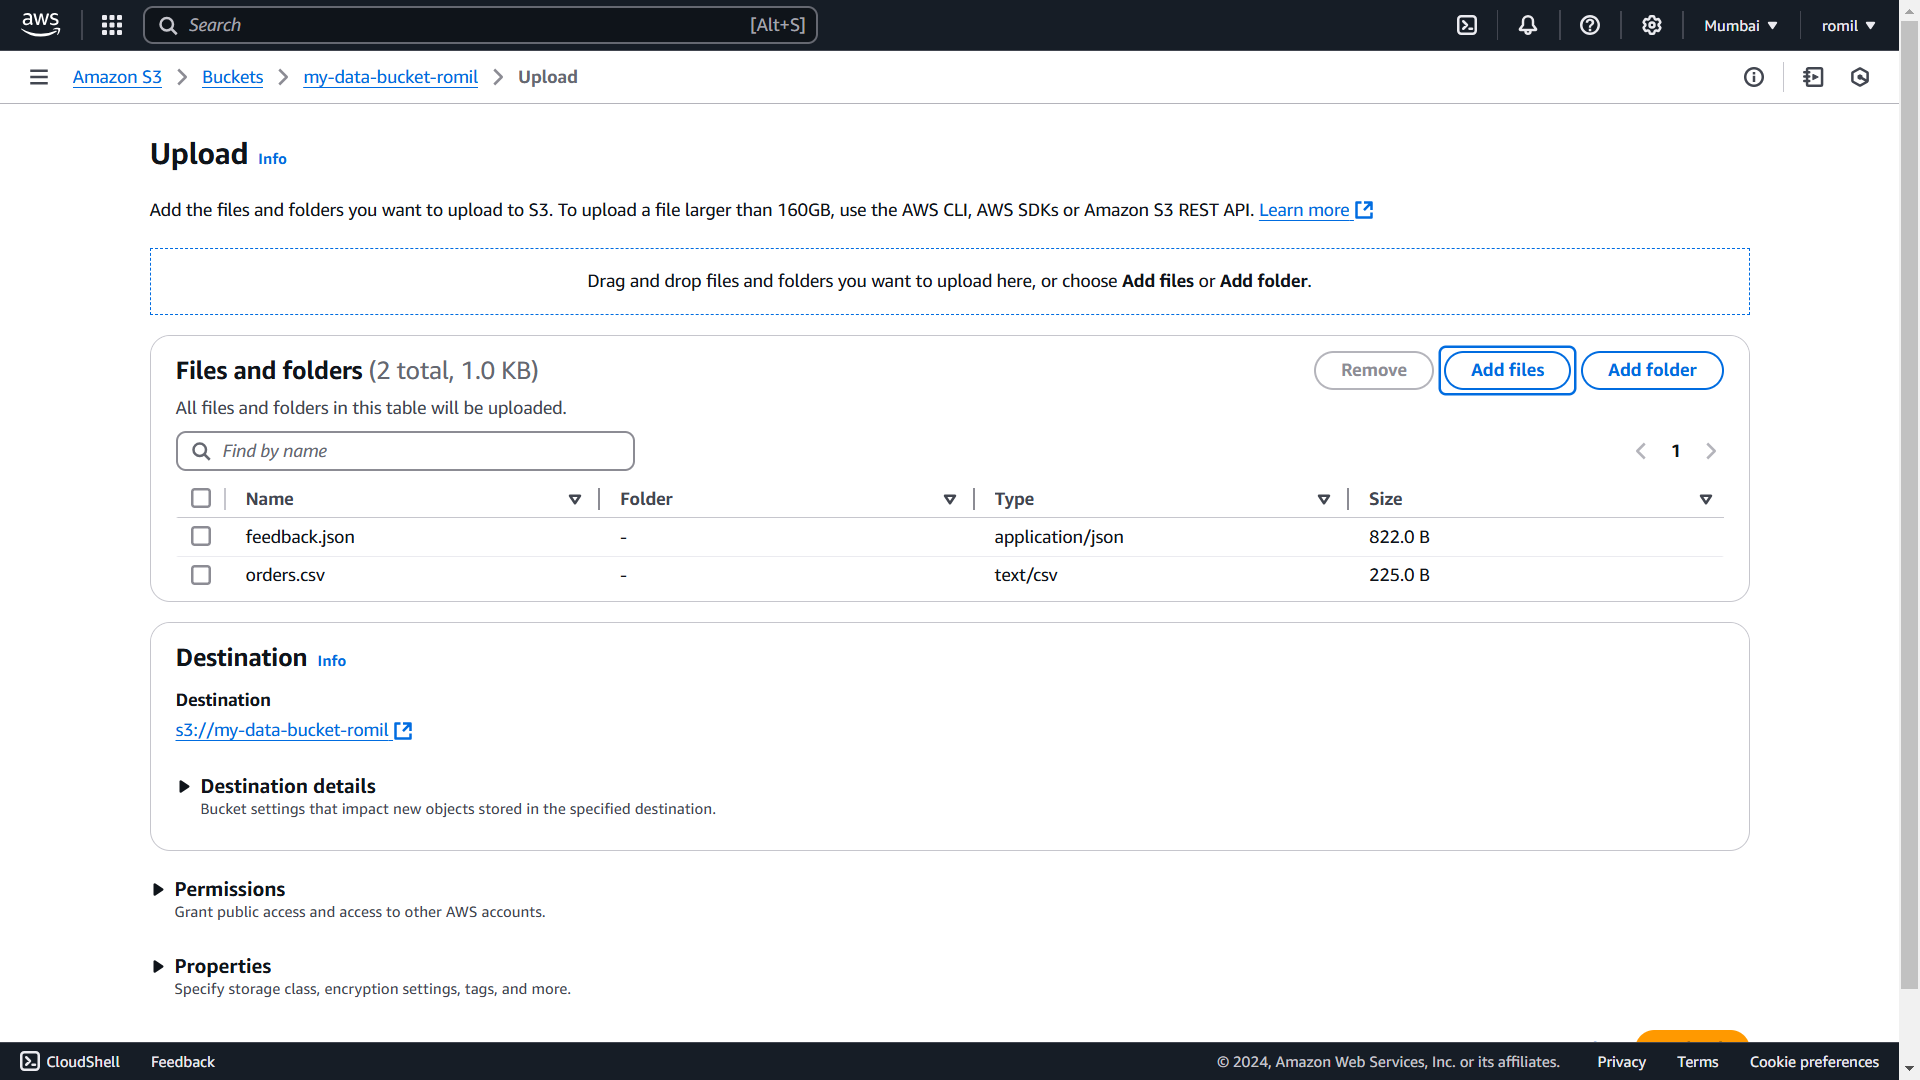 aws Search [Alt+S] Mumbai romil
Amazon S3 Buckets my-data-bucket-romil Upload
Upload Info
Add the files and folders you want to upload to S3. To upload a file larger than 160GB, use the AWS CLI, AWS SDKs or Amazon S3 REST API. Learn more
Drag and drop files and folders you want to upload here, or choose Add files or Add folder.
Files and folders (2 total, 1.0 KB) Remove Add files Add folder
All files and folders in this table will be uploaded.
Find by name 1
Name Folder Type Size
feedback.json - application/json 822.0 B
orders.csv - text/csv 225.0 B
Destination Info
Destination
s3://my-data-bucket-romil
Destination details
Bucket settings that impact new objects stored in the specified destination.
Permissions
Grant public access and access to other AWS accounts.
Properties
Specify storage class, encryption settings, tags, and more.
CloudShell Feedback © 2024, Amazon Web Services, Inc. or its affiliates. Privacy Terms Cookie preferences